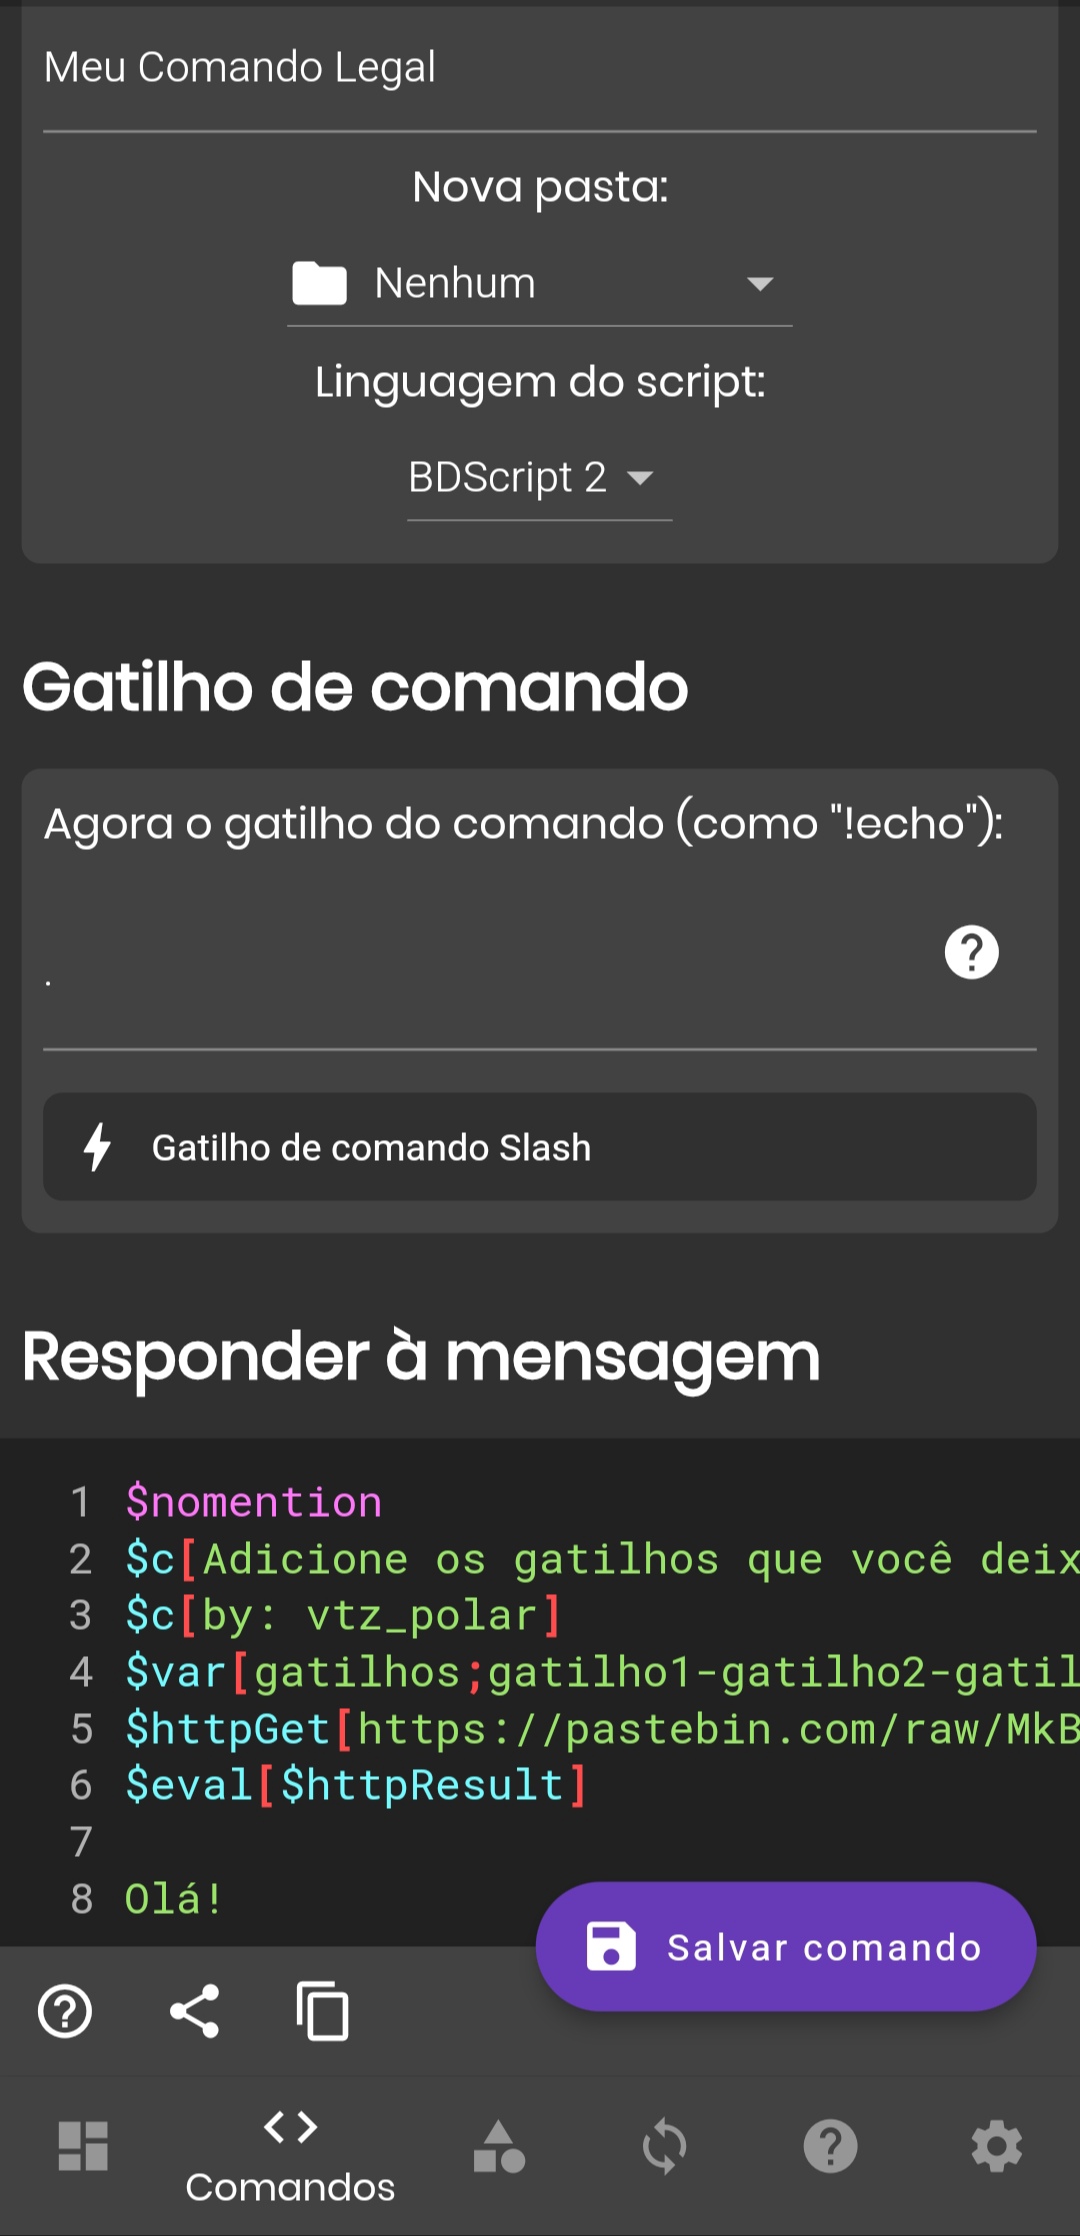 Meu Comando Legal
Nova pasta:
Nenhum
Linguagem do script:
BDScript 2
Gatilho de comando
Agora o gatilho do comando (como "!echo"):
.
Gatilho de comando Slash
Responder à mensagem
1 $nomention
2 $c[Adicione os gatilhos que você deix
3 $c[by: vtz_polar]
4 $var[gatilhos;gatilho1-gatilho2-gatil
5 $httpGet[https://pastebin.com/raw/MkB
6 $eval[$httpResult]
7
8 Olá!
Salvar comando
Comandos